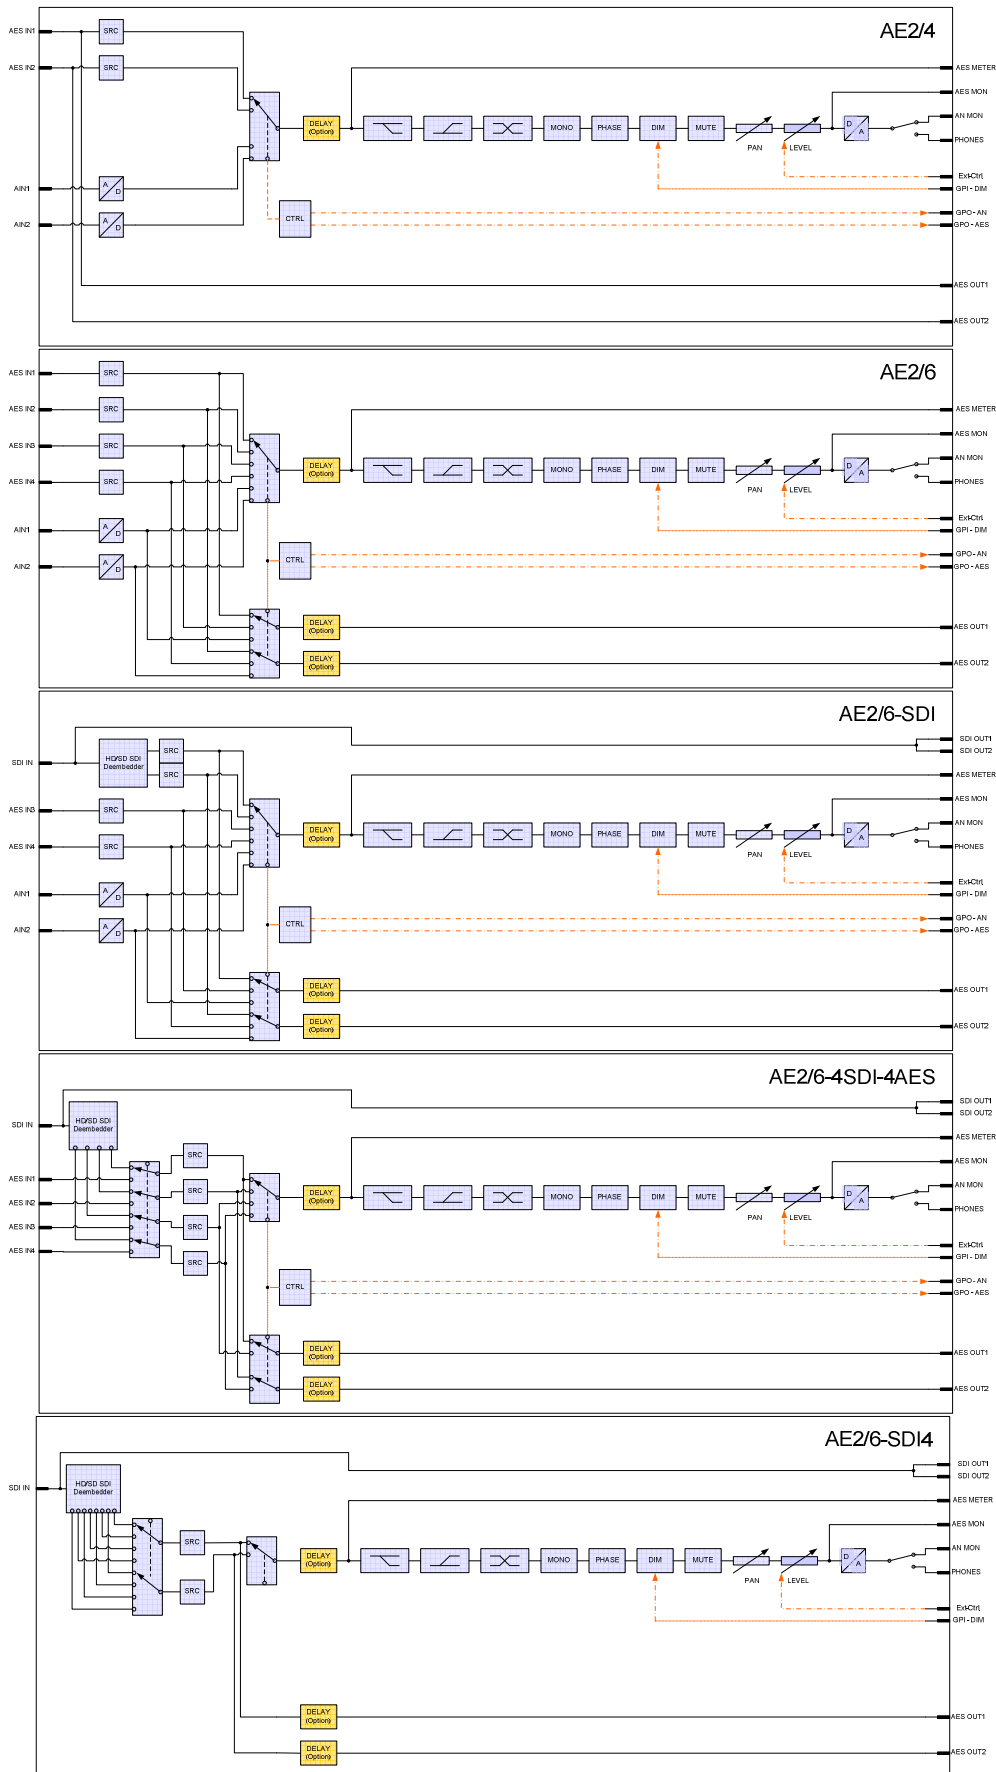 AE2/4
AES IN1
SRC
AES IN2
SRC
AES METER
AES MON
DELAY
(Option)
MONO
PHASE
DIM
MUTE
PAN
LEVEL
D
A
AN MON
PHONES
Ext-Ctrl
GPI - DIM
AIN1
A
D
AIN2
A
D
CTRL
GPO - AN
GPO - AES
AES OUT1
AES OUT2
AE2/6
AES IN1
SRC
AES IN2
SRC
AES IN3
SRC
AES IN4
SRC
AES METER
AES MON
DELAY
(Option)
MONO
PHASE
DIM
MUTE
PAN
LEVEL
D
A
AN MON
PHONES
Ext-Ctrl
GPI - DIM
AIN1
A
D
AIN2
A
D
CTRL
GPO - AN
GPO - AES
DELAY
(Option)
AES OUT1
DELAY
(Option)
AES OUT2
AE2/6-SDI
SDI OUT1
SDI OUT2
SDI IN
HD/SD SDI
Deembedder
SRC
SRC
AES IN3
SRC
AES IN4
SRC
AES METER
AES MON
DELAY
(Option)
MONO
PHASE
DIM
MUTE
PAN
LEVEL
D
A
AN MON
PHONES
Ext-Ctrl
GPI - DIM
AIN1
A
D
AIN2
A
D
CTRL
GPO - AN
GPO - AES
DELAY
(Option)
AES OUT1
DELAY
(Option)
AES OUT2
AE2/6-4SDI-4AES
SDI OUT1
SDI OUT2
SDI IN
HD/SD SDI
Deembedder
AES IN1
AES IN2
AES IN3
AES IN4
SRC
SRC
SRC
SRC
AES METER
AES MON
DELAY
(Option)
MONO
PHASE
DIM
MUTE
PAN
LEVEL
D
A
AN MON
PHONES
Ext-Ctrl
GPI - DIM
CTRL
GPO - AN
GPO - AES
DELAY
(Option)
AES OUT1
DELAY
(Option)
AES OUT2
AE2/6-SDI4
SDI OUT1
SDI OUT2
SDI IN
HD/SD SDI
Deembedder
SRC
SRC
AES METER
AES MON
DELAY
(Option)
MONO
PHASE
DIM
MUTE
PAN
LEVEL
D
A
AN MON
PHONES
Ext-Ctrl
GPI - DIM
DELAY
(Option)
AES OUT1
DELAY
(Option)
AES OUT2